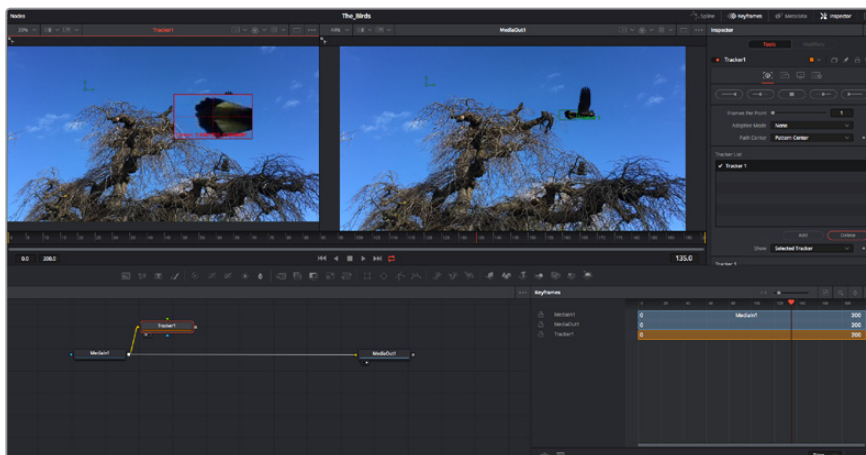 Nodes
The_Birds
Spline
Keyframes
Metadata
Inspector
Tracker1
MediaOut1
Inspector
Tools
Modifiers
Tracker1
Frames Per Point
1
Adaptive Mode
None
Path Center
Pattern Center
Tracker List
Tracker 1
Add
Delete
Show
Selected Tracker
Tracker 1
0.0
200.0
135.0
Keyframes
MediaIn1
MediaOut1
Tracker1
0
MediaIn1
200
0
200
0
200
Tracker1
MediaIn1
MediaOut1